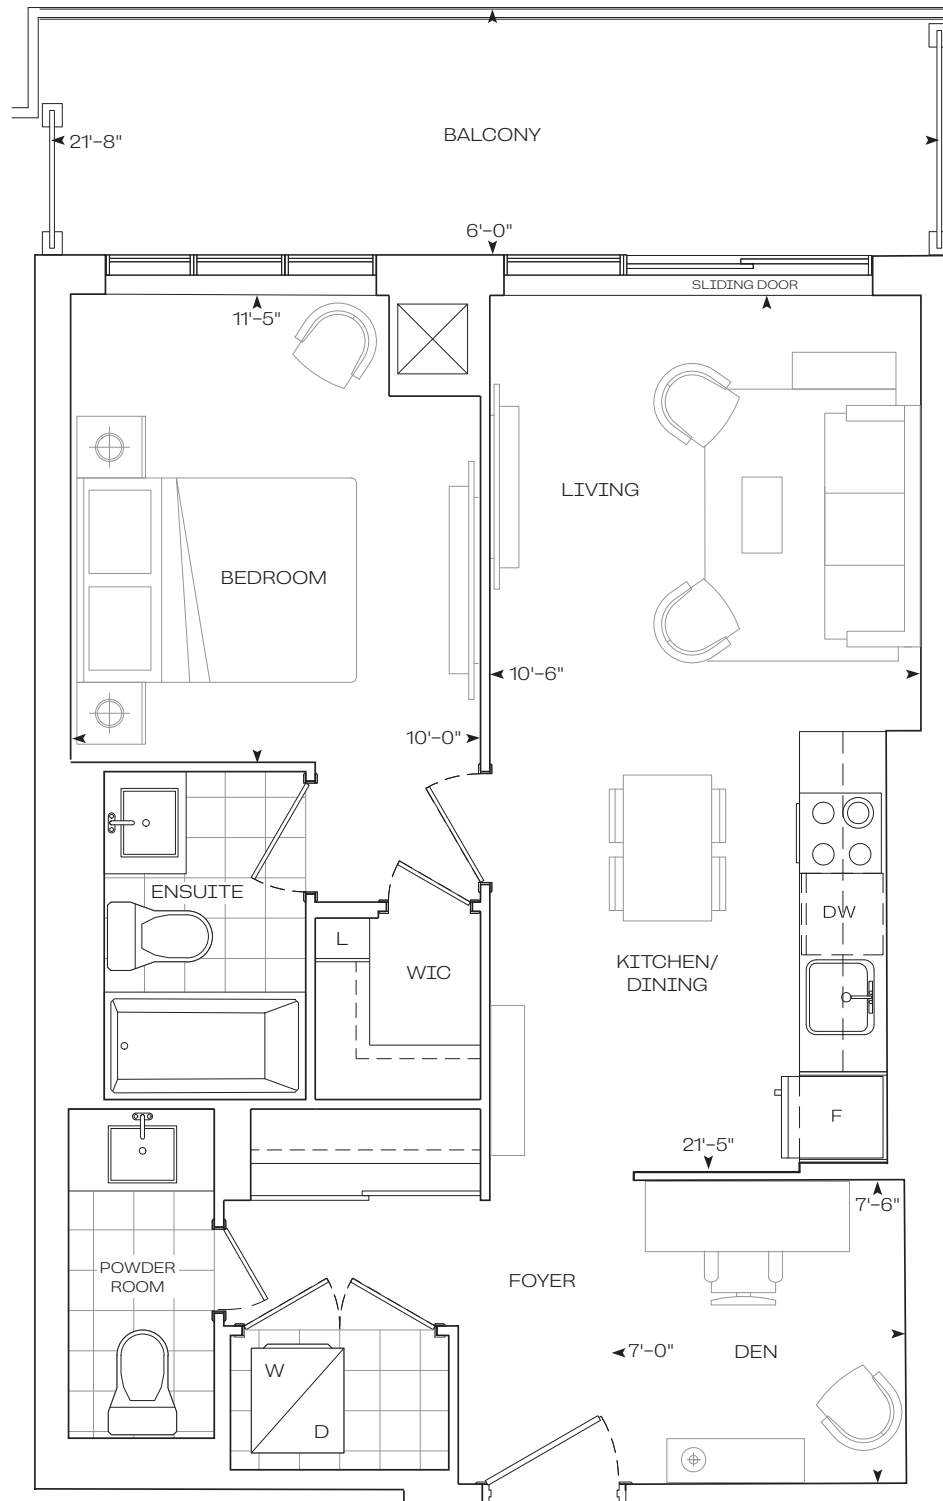 BALCONY
21'-8"
6'-0"
SLIDING DOOR
11'-5"
LIVING
BEDROOM
10'-6"
10'-0"
ENSUITE
DW
L
WIC
KITCHEN/
DINING
F
21'-5"
7'-6"
POWDER
ROOM
FOYER
7'-0"
DEN
W
D